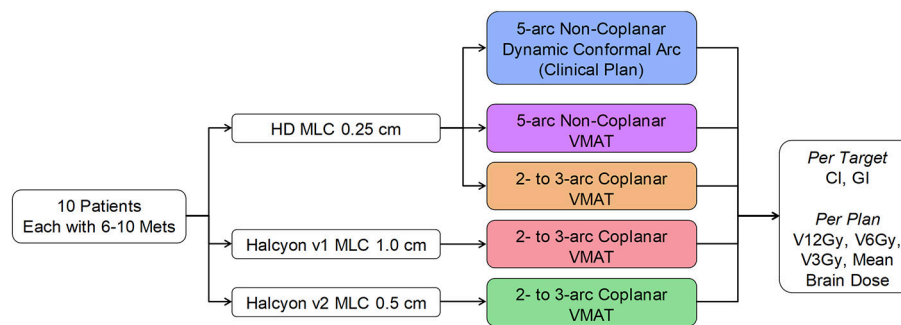 10 Patients
Each with 6-10 Mets
HD MLC 0.25 cm
Halcyon v1 MLC 1.0 cm
Halcyon v2 MLC 0.5 cm
5-arc Non-Coplanar
Dynamic Conformal Arc
(Clinical Plan)
5-arc Non-Coplanar
VMAT
2- to 3-arc Coplanar
VMAT
2- to 3-arc Coplanar
VMAT
2- to 3-arc Coplanar
VMAT
Per Target
CI, GI
Per Plan
V12Gy, V6Gy,
V3Gy, Mean
Brain Dose